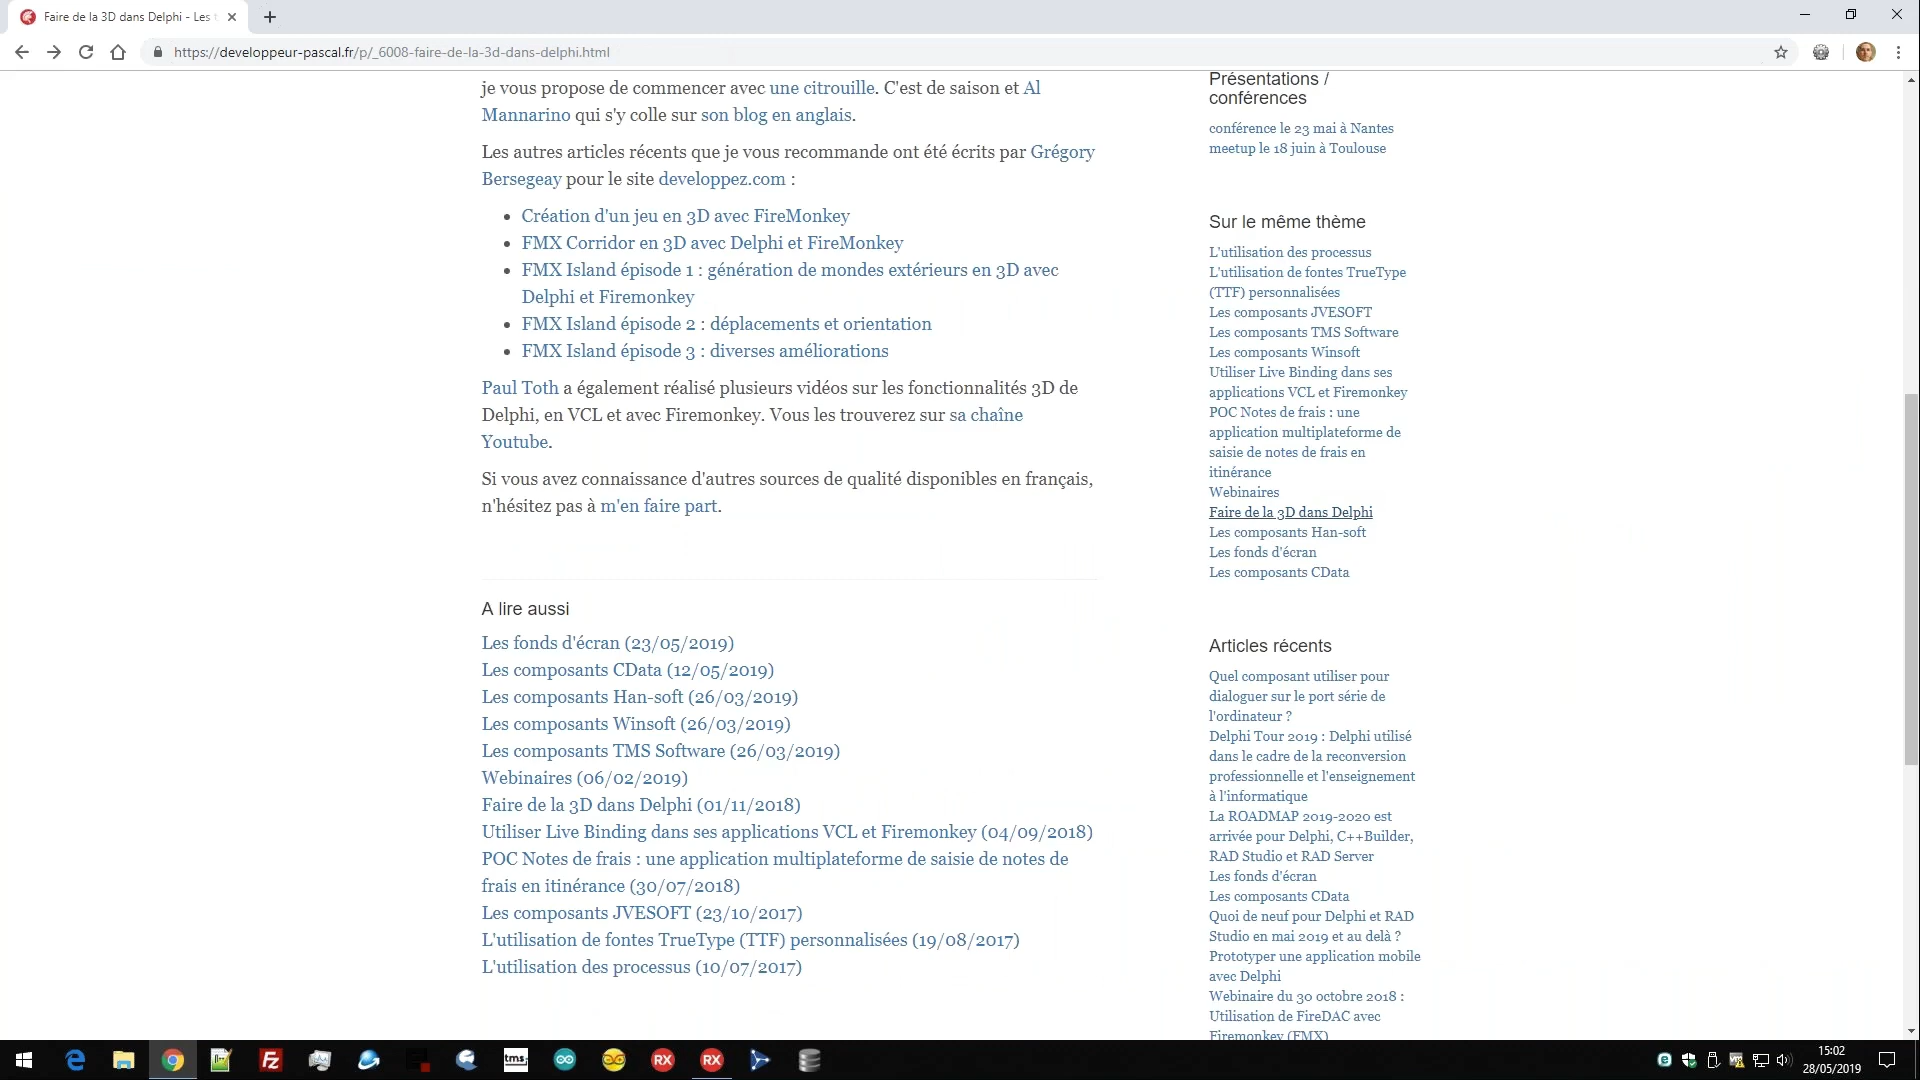 Faire de la 3D dans Delphi - Les t
https://developpeur-pascal.fr/p/_6008-faire-de-la-3d-dans-delphi.html
je vous propose de commencer avec une citrouille. C'est de saison et Al
Mannarino qui s'y colle sur son blog en anglais.
Les autres articles récents que je vous recommande ont été écrits par Grégory
Bersegeay pour le site developpez.com :
Création d'un jeu en 3D avec FireMonkey
FMX Corridor en 3D avec Delphi et FireMonkey
FMX Island épisode 1 : génération de mondes extérieurs en 3D avec
Delphi et Firemonkey
FMX Island épisode 2 : déplacements et orientation
FMX Island épisode 3 : diverses améliorations
Paul Toth a également réalisé plusieurs vidéos sur les fonctionnalités 3D de
Delphi, en VCL et avec Firemonkey. Vous les trouverez sur sa chaîne
Youtube.
Si vous avez connaissance d'autres sources de qualité disponibles en français,
n'hésitez pas à m'en faire part.
A lire aussi
Les fonds d'écran (23/05/2019)
Les composants CData (12/05/2019)
Les composants Han-soft (26/03/2019)
Les composants Winsoft (26/03/2019)
Les composants TMS Software (26/03/2019)
Webinaires (06/02/2019)
Faire de la 3D dans Delphi (01/11/2018)
Utiliser Live Binding dans ses applications VCL et Firemonkey (04/09/2018)
POC Notes de frais : une application multiplateforme de saisie de notes de
frais en itinérance (30/07/2018)
Les composants JVESOFT (23/10/2017)
L'utilisation de fontes TrueType (TTF) personnalisées (19/08/2017)
L'utilisation des processus (10/07/2017)
Présentations /
conférences
conférence le 23 mai à Nantes
meetup le 18 juin à Toulouse
Sur le même thème
L'utilisation des processus
L'utilisation de fontes TrueType
(TTF) personnalisées
Les composants JVESOFT
Les composants TMS Software
Les composants Winsoft
Utiliser Live Binding dans ses
applications VCL et Firemonkey
POC Notes de frais : une
application multiplateforme de
saisie de notes de frais en
itinérance
Webinaires
Faire de la 3D dans Delphi
Les composants Han-soft
Les fonds d'écran
Les composants CData
Articles récents
Quel composant utiliser pour
dialoguer sur le port série de
l'ordinateur ?
Delphi Tour 2019 : Delphi utilisé
dans le cadre de la reconversion
professionnelle et l'enseignement
à l'informatique
La ROADMAP 2019-2020 est
arrivée pour Delphi, C++Builder,
RAD Studio et RAD Server
Les fonds d'écran
Les composants CData
Quoi de neuf pour Delphi et RAD
Studio en mai 2019 et au delà ?
Prototyper une application mobile
avec Delphi
Webinaire du 30 octobre 2018 :
Utilisation de FireDAC avec
Firemonkey (FMX)
tms
RX
RX
15:02
28/05/2019